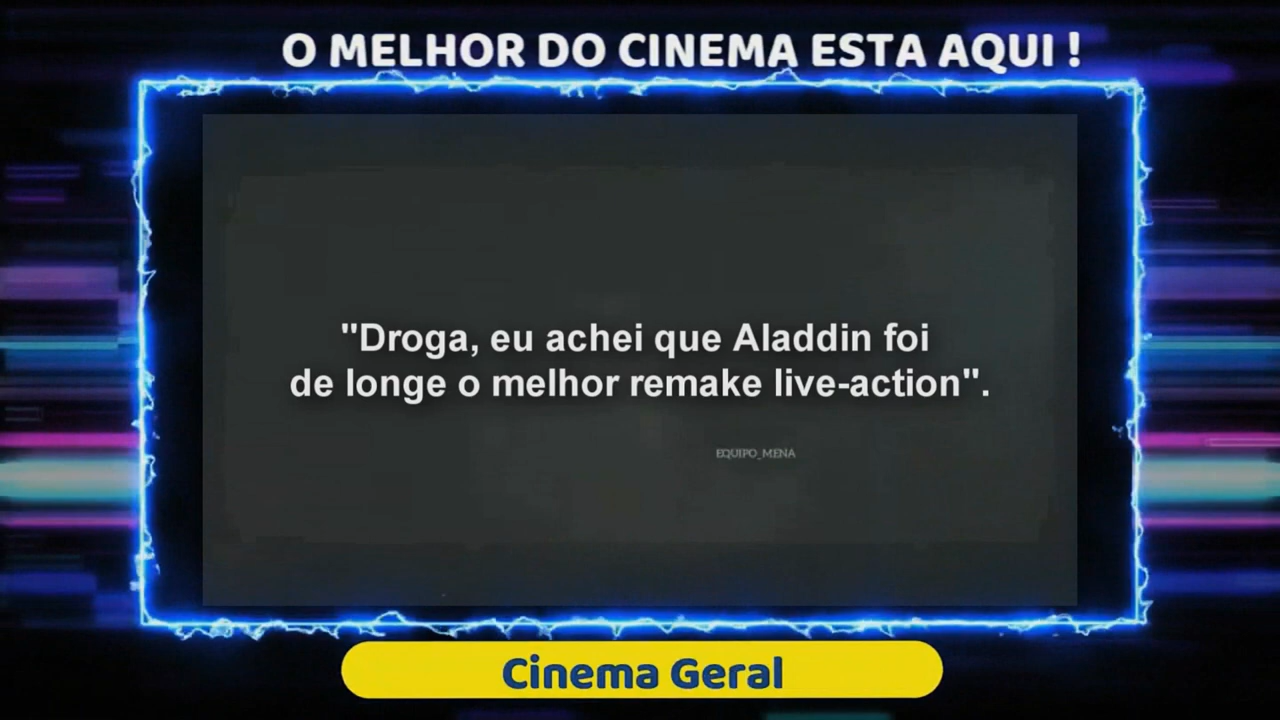 O MELHOR DO CINEMA ESTA AQUI !
"Droga, eu achei que Aladdin foi
de longe o melhor remake live-action".
EQUIPO_MENA
Cinema Geral